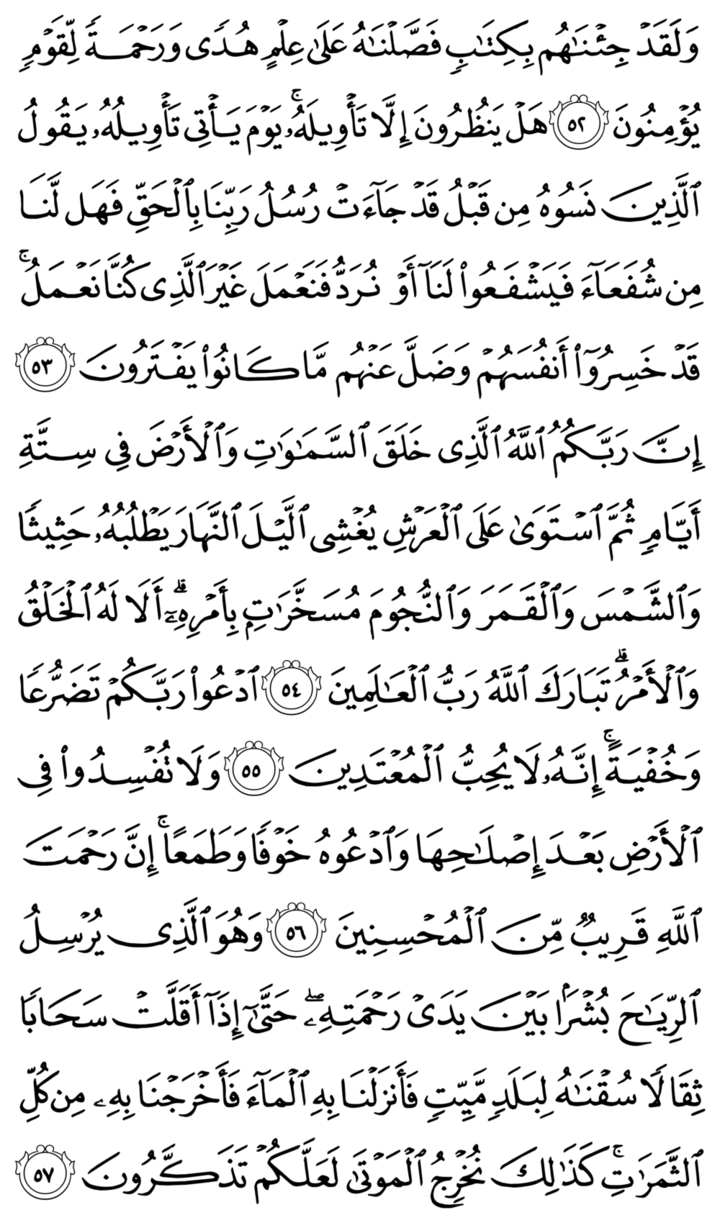 وَلَقَدۡ جِئۡنَٰهُم بِكِتَٰبٖ فَصَّلۡنَٰهُ عَلَىٰ عِلۡمٍ هُدٗى وَرَحۡمَةٗ لِّقَوۡمٖ
يُؤۡمِنُونَ ٥٢ هَلۡ يَنظُرُونَ إِلَّا تَأۡوِيلَهُۥۚ يَوۡمَ يَأۡتِي تَأۡوِيلُهُۥ يَقُولُ
ٱلَّذِينَ نَسُوهُ مِن قَبۡلُ قَدۡ جَآءَتۡ رُسُلُ رَبِّنَا بِٱلۡحَقِّ فَهَل لَّنَا
مِن شُفَعَآءَ فَيَشۡفَعُواْ لَنَآ أَوۡ نُرَدُّ فَنَعۡمَلَ غَيۡرَ ٱلَّذِي كُنَّا نَعۡمَلُۚ
قَدۡ خَسِرُوٓاْ أَنفُسَهُمۡ وَضَلَّ عَنۡهُم مَّا كَانُواْ يَفۡتَرُونَ ٥٣
إِنَّ رَبَّكُمُ ٱللَّهُ ٱلَّذِي خَلَقَ ٱلسَّمَٰوَٰتِ وَٱلۡأَرۡضَ فِي سِتَّةِ
أَيَّامٖ ثُمَّ ٱسۡتَوَىٰ عَلَى ٱلۡعَرۡشِ يُغۡشِي ٱلَّيۡلَ ٱلنَّهَارَ يَطۡلُبُهُۥ حَثِيثٗا
وَٱلشَّمۡسَ وَٱلۡقَمَرَ وَٱلنُّجُومَ مُسَخَّرَٰتِۭ بِأَمۡرِهِۦٓۗ أَلَا لَهُ ٱلۡخَلۡقُ
وَٱلۡأَمۡرُۗ تَبَارَكَ ٱللَّهُ رَبُّ ٱلۡعَٰلَمِينَ ٥٤ ٱدۡعُواْ رَبَّكُمۡ تَضَرُّعٗا
وَخُفۡيَةًۚ إِنَّهُۥ لَا يُحِبُّ ٱلۡمُعۡتَدِينَ ٥٥ وَلَا تُفۡسِدُواْ فِي
ٱلۡأَرۡضِ بَعۡدَ إِصۡلَٰحِهَا وَٱدۡعُوهُ خَوۡفٗا وَطَمَعًاۚ إِنَّ رَحۡمَتَ
ٱللَّهِ قَرِيبٞ مِّنَ ٱلۡمُحۡسِنِينَ ٥٦ وَهُوَ ٱلَّذِي يُرۡسِلُ
ٱلرِّيَٰحَ بُشۡرَۢا بَيۡنَ يَدَيۡ رَحۡمَتِهِۦۖ حَتَّىٰٓ إِذَآ أَقَلَّتۡ سَحَابٗا
ثِقَالٗا سُقۡنَٰهُ لِبَلَدٖ مَّيِّتٖ فَأَنزَلۡنَا بِهِ ٱلۡمَآءَ فَأَخۡرَجۡنَا بِهِۦ مِن كُلِّ
ٱلثَّمَرَٰتِۚ كَذَٰلِكَ نُخۡرِجُ ٱلۡمَوۡتَىٰ لَعَلَّكُمۡ تَذَكَّرُونَ ٥٧